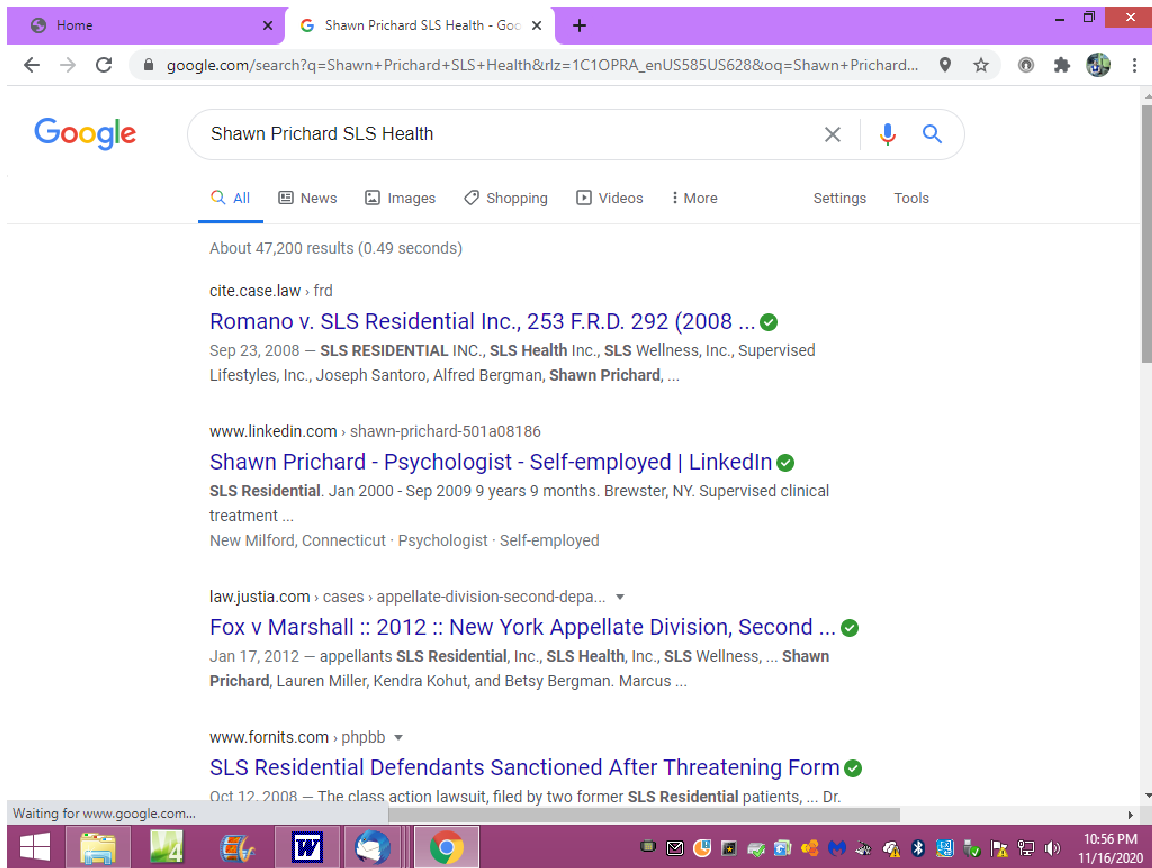 Home
Shawn Prichard SLS Health - Goo
google.com/search?q=Shawn+Prichard+SLS+Health&rlz=1C1OPRA_enUS585US628&oq=Shawn+Prichard...
Google
Shawn Prichard SLS Health
All News Images Shopping Videos More Settings Tools
About 47,200 results (0.49 seconds)
cite.case.law › frd
Romano v. SLS Residential Inc., 253 F.R.D. 292 (2008 ...
Sep 23, 2008 — SLS RESIDENTIAL INC., SLS Health Inc., SLS Wellness, Inc., Supervised
Lifestyles, Inc., Joseph Santoro, Alfred Bergman, Shawn Prichard, ...
www.linkedin.com › shawn-prichard-501a08186
Shawn Prichard - Psychologist - Self-employed | LinkedIn
SLS Residential. Jan 2000 - Sep 2009 9 years 9 months. Brewster, NY. Supervised clinical
treatment ...
New Milford, Connecticut · Psychologist · Self-employed
law.justia.com › cases › appellate-division-second-depa...
Fox v Marshall :: 2012 :: New York Appellate Division, Second ...
Jan 17, 2012 — appellants SLS Residential, Inc., SLS Health, Inc., SLS Wellness, ... Shawn
Prichard, Lauren Miller, Kendra Kohut, and Betsy Bergman. Marcus ...
www.fornits.com › phpbb
SLS Residential Defendants Sanctioned After Threatening Form
Oct 12, 2008 — The class action lawsuit, filed by two former SLS Residential patients, ... Dr.
Waiting for www.google.com...
4
W
10:56 PM
11/16/2020